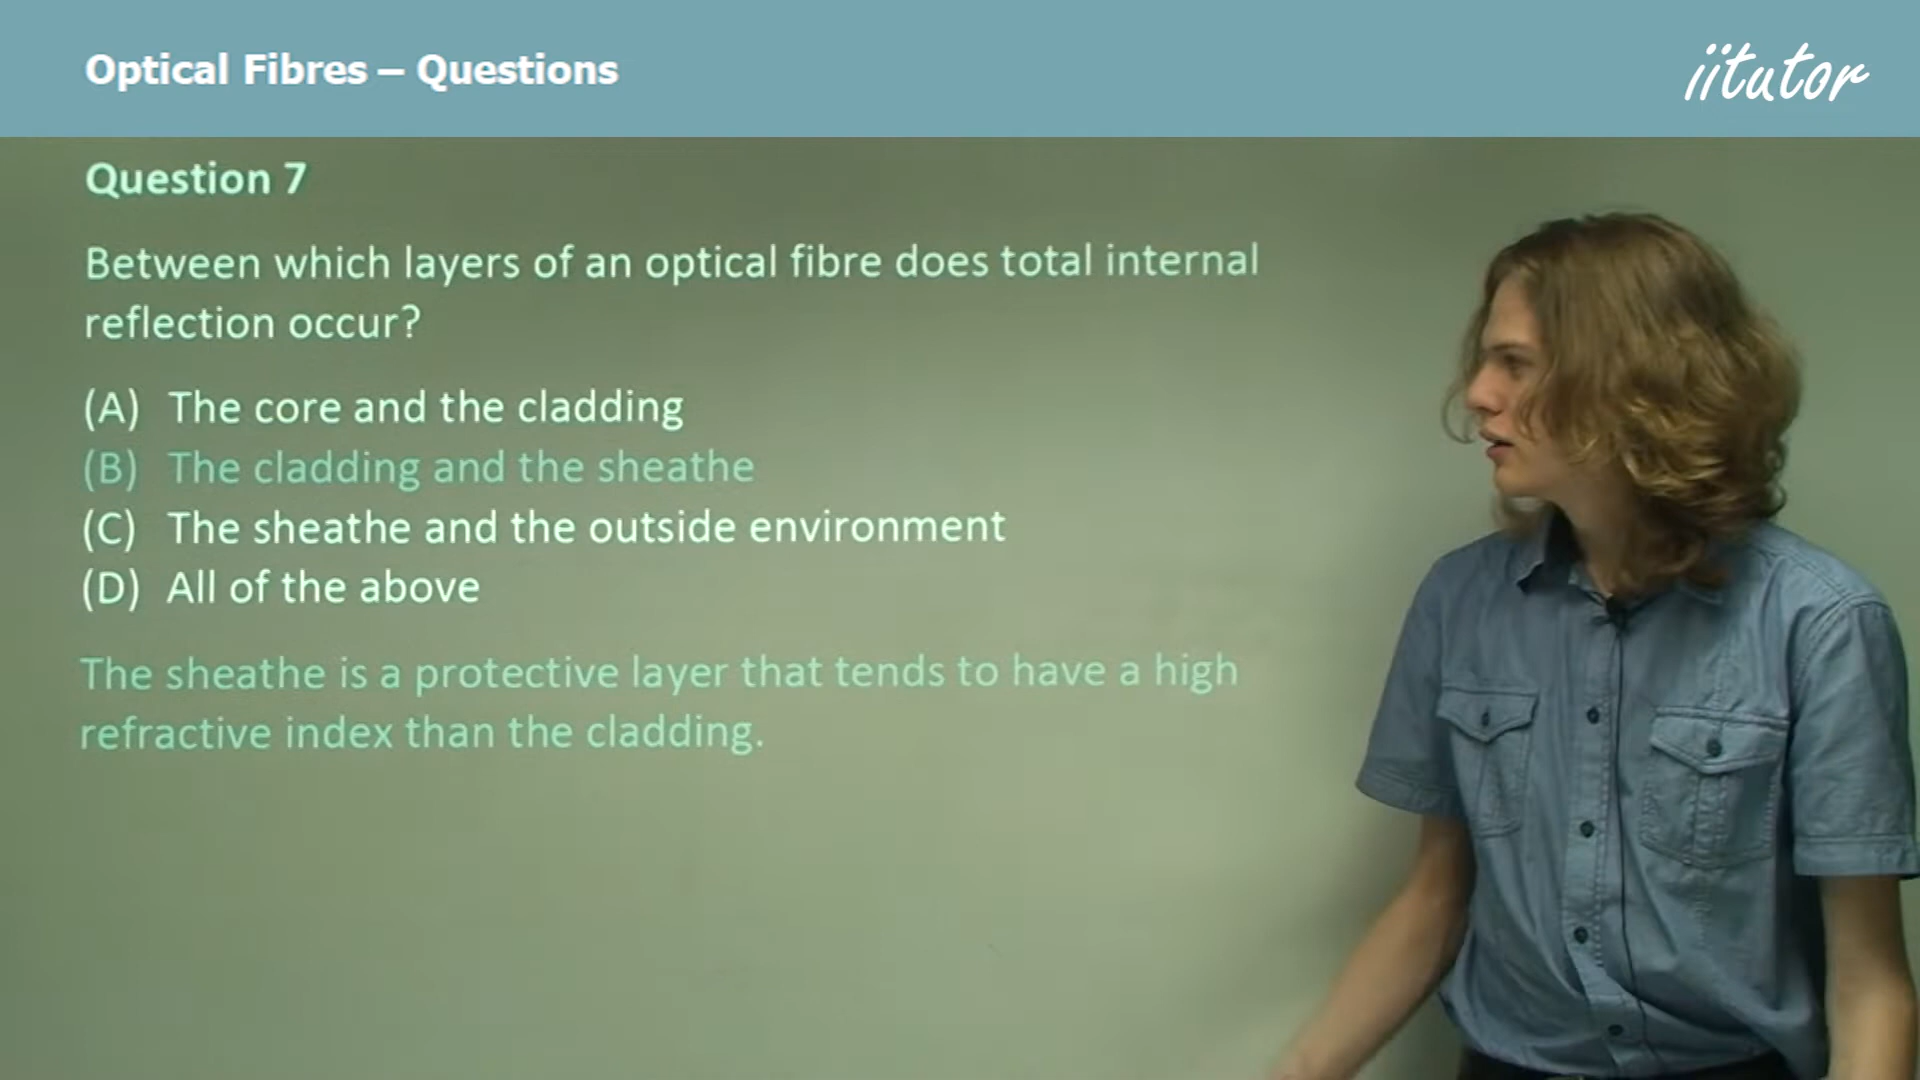 Optical Fibres – Questions
iitutor
Question 7
Between which layers of an optical fibre does total internal
reflection occur?
(A) The core and the cladding
(B) The cladding and the sheathe
(C) The sheathe and the outside environment
(D) All of the above
The sheathe is a protective layer that tends to have a high
refractive index than the cladding.